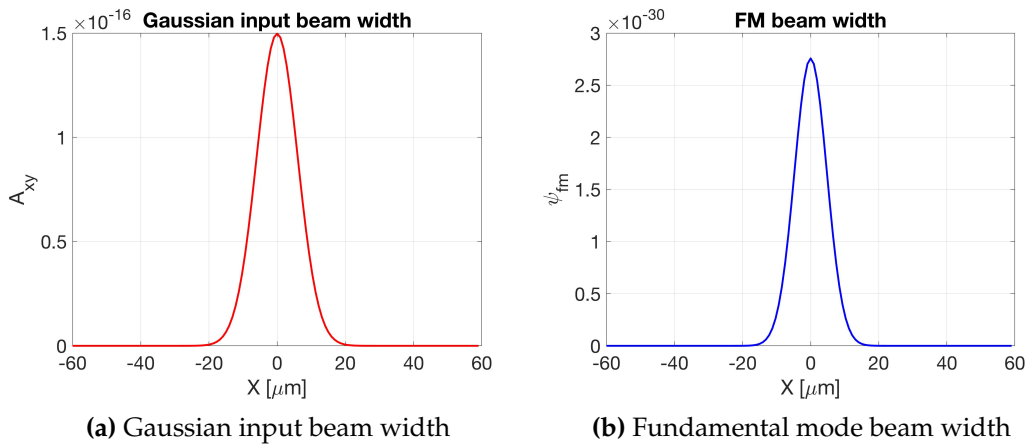 Gaussian input beam width
×10⁻¹⁶
1.5
1
0.5
0
A_xy
-60 -40 -20 0 20 40 60
X [μm]
(a) Gaussian input beam width
FM beam width
×10⁻³⁰
3
2.5
2
1.5
1
0.5
0
ψ_fm
-60 -40 -20 0 20 40 60
X [μm]
(b) Fundamental mode beam width